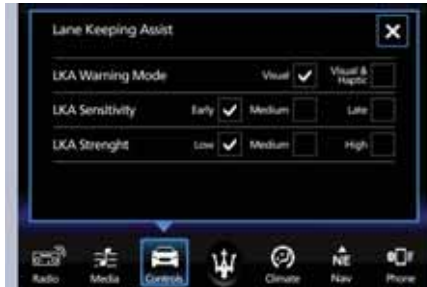 Lane Keeping Assist
LKA Warning Mode Visual Visual & Haptic
LKA Sensitivity Early Medium Late
LKA Strenght Low Medium High
Radio Media Controls Climate NE Nav Phone